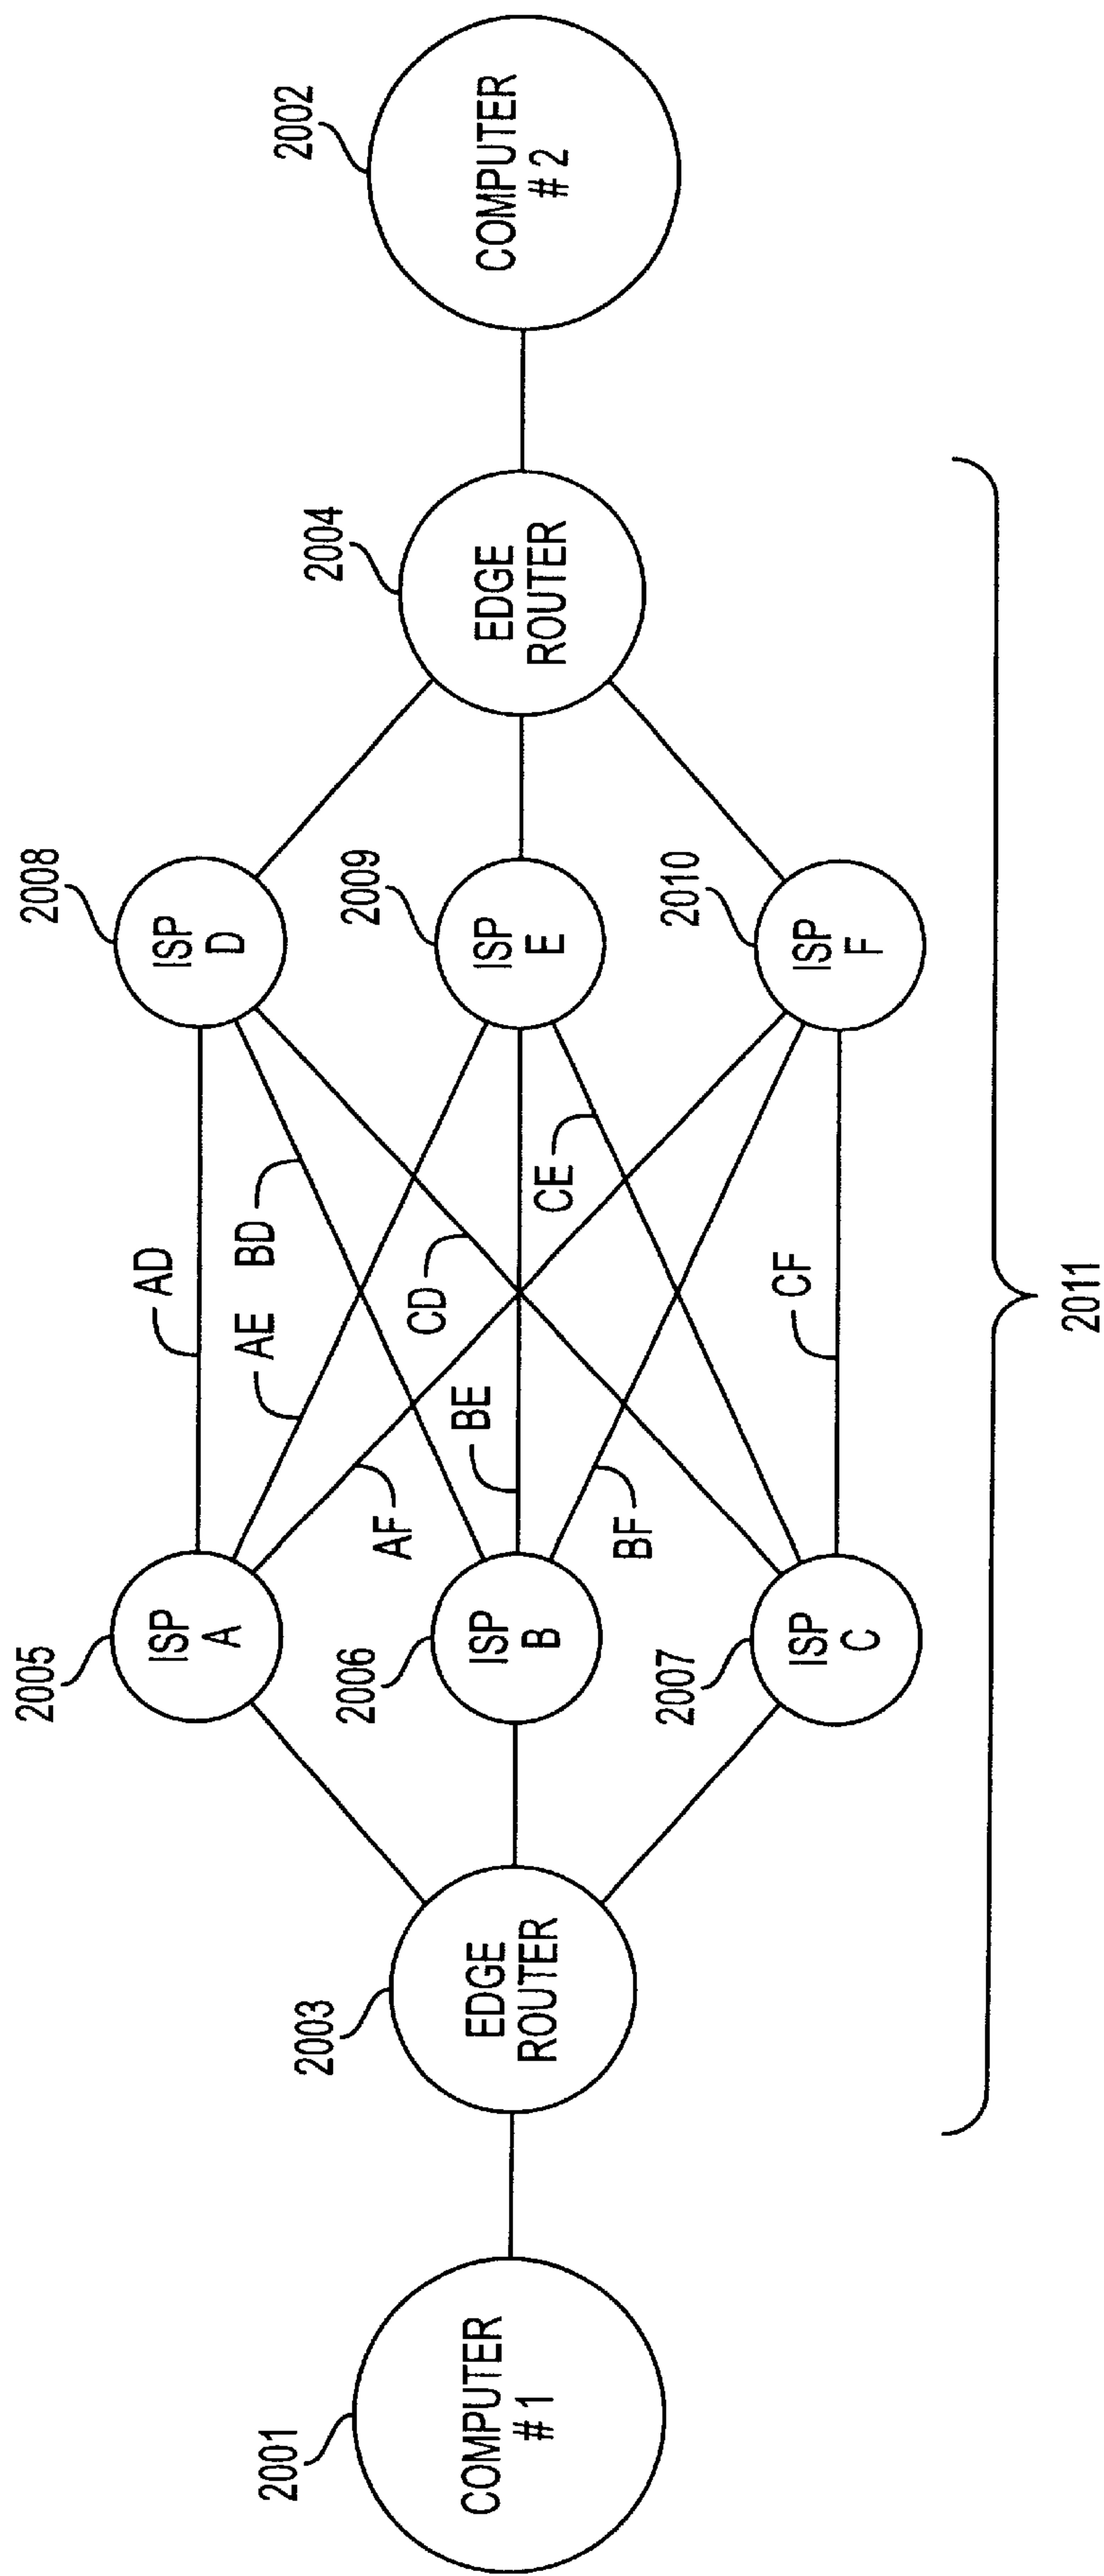 2001
COMPUTER
#1
2003
EDGE
ROUTER
2005
ISP
A
2006
ISP
B
2007
ISP
C
AD
AE
BD
AF
CD
BE
CE
BF
CF
2008
ISP
D
2009
ISP
E
2010
ISP
F
2004
EDGE
ROUTER
2002
COMPUTER
#2
2011